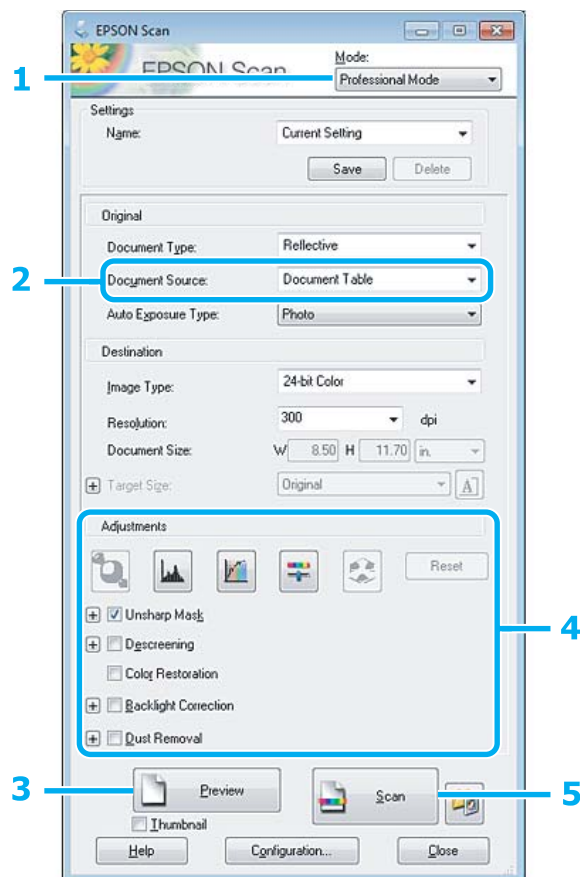 EPSON Scan
EPSON Scan
Mode:
1
Professional Mode
Settings
Name:
Current Setting
Save
Delete
Original
Document Type:
Reflective
2
Document Source:
Document Table
Auto Exposure Type:
Photo
Destination
Image Type:
24-bit Color
Resolution:
300
dpi
Document Size:
W
8.50
H
11.70
in.
Target Size:
Original
A
Adjustments
Reset
Unsharp Mask
4
Descreening
Color Restoration
Backlight Correction
Dust Removal
3
Preview
Scan
5
Thumbnail
Help
Configuration...
Close